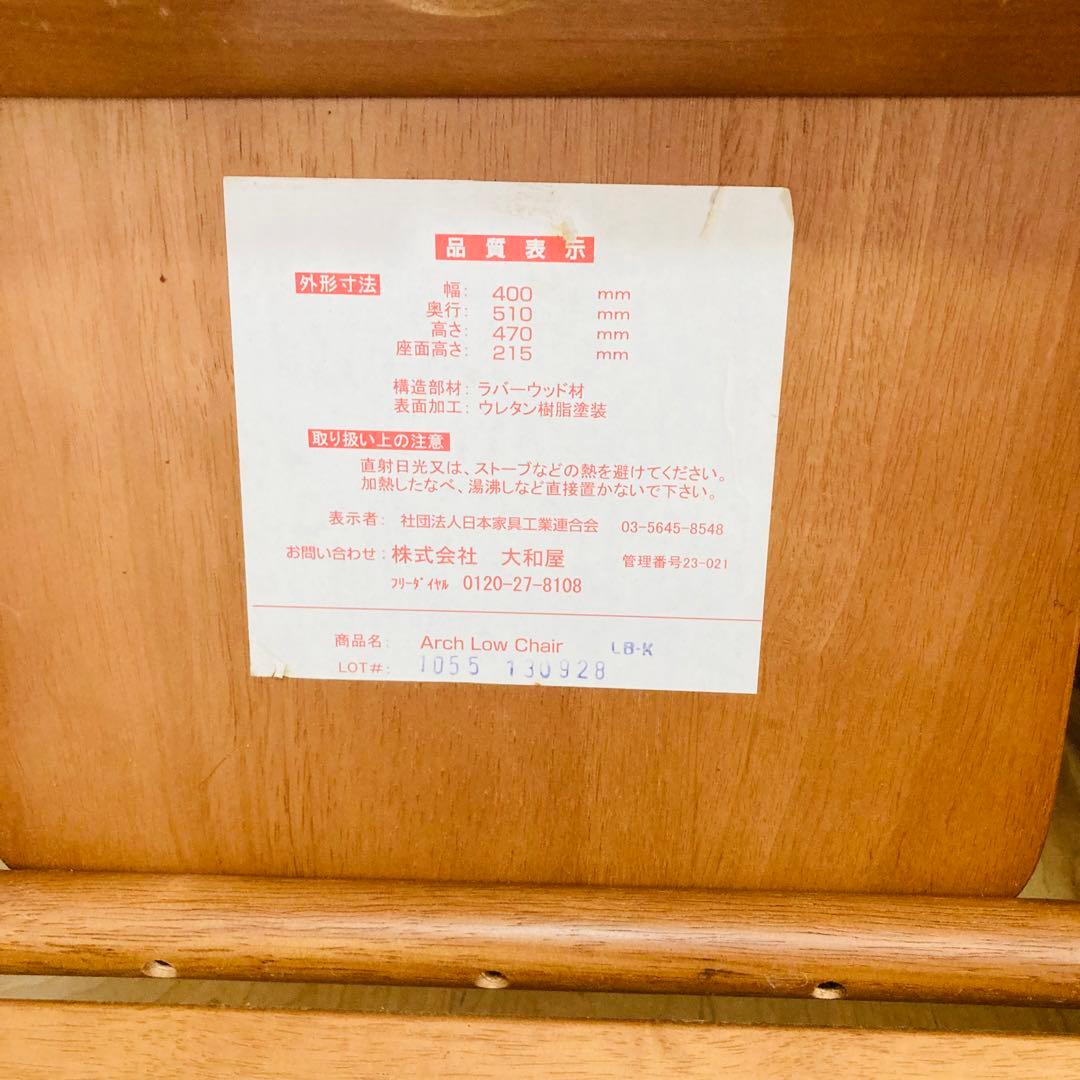 品質表示
外形寸法 幅: 400 mm
奥行: 510 mm
高さ: 470 mm
座面高さ: 215 mm
構造部材: ラバーウッド材
表面加工: ウレタン樹脂塗装
取り扱い上の注意
直射日光又は、ストーブなどの熱を避けてください。
加熱したなべ、湯沸しなど直接置かないで下さい。
表示者: 社団法人日本家具工業連合会 03-5645-8548
お問い合わせ: 株式会社 大和屋 管理番号23-021
フリーダイヤル 0120-27-8108
商品名: Arch Low Chair LB-K
LOT#: 1055 130928